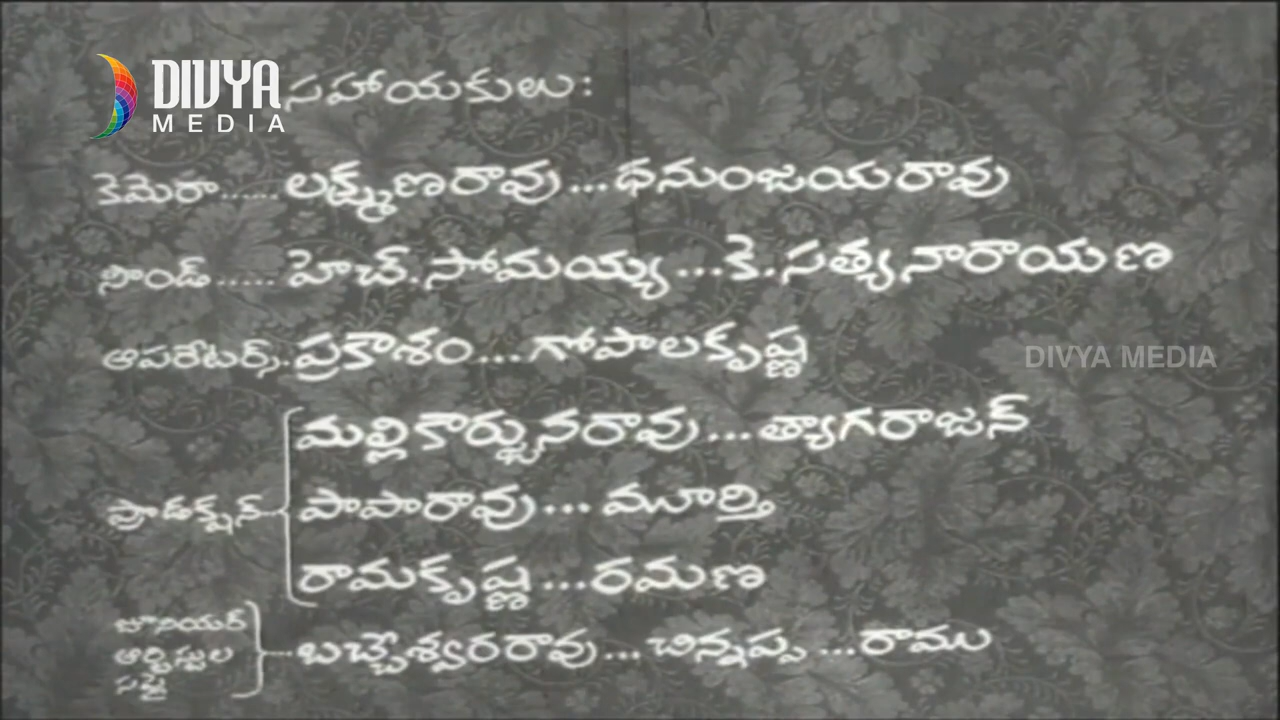 DIVYA
MEDIA
సహాయకులు:
కెమెరా......లక్ష్మణరావు...ధనుంజయరావు
సౌండ్.....హెచ్.సోమయ్య...కె.సత్యనారాయణ
ఆపరేటర్స్.ప్రకాశం...గోపాలకృష్ణ
DIVYA MEDIA
మల్లికార్జునరావు...త్యాగరాజన్
ప్రొడక్షన్ పాపారావు...మూర్తి
రామకృష్ణ...రమణ
జూనియర్
ఆర్టిస్టుల బచ్చేశ్వరరావు...చిన్నప్ప...రాము
సప్లై